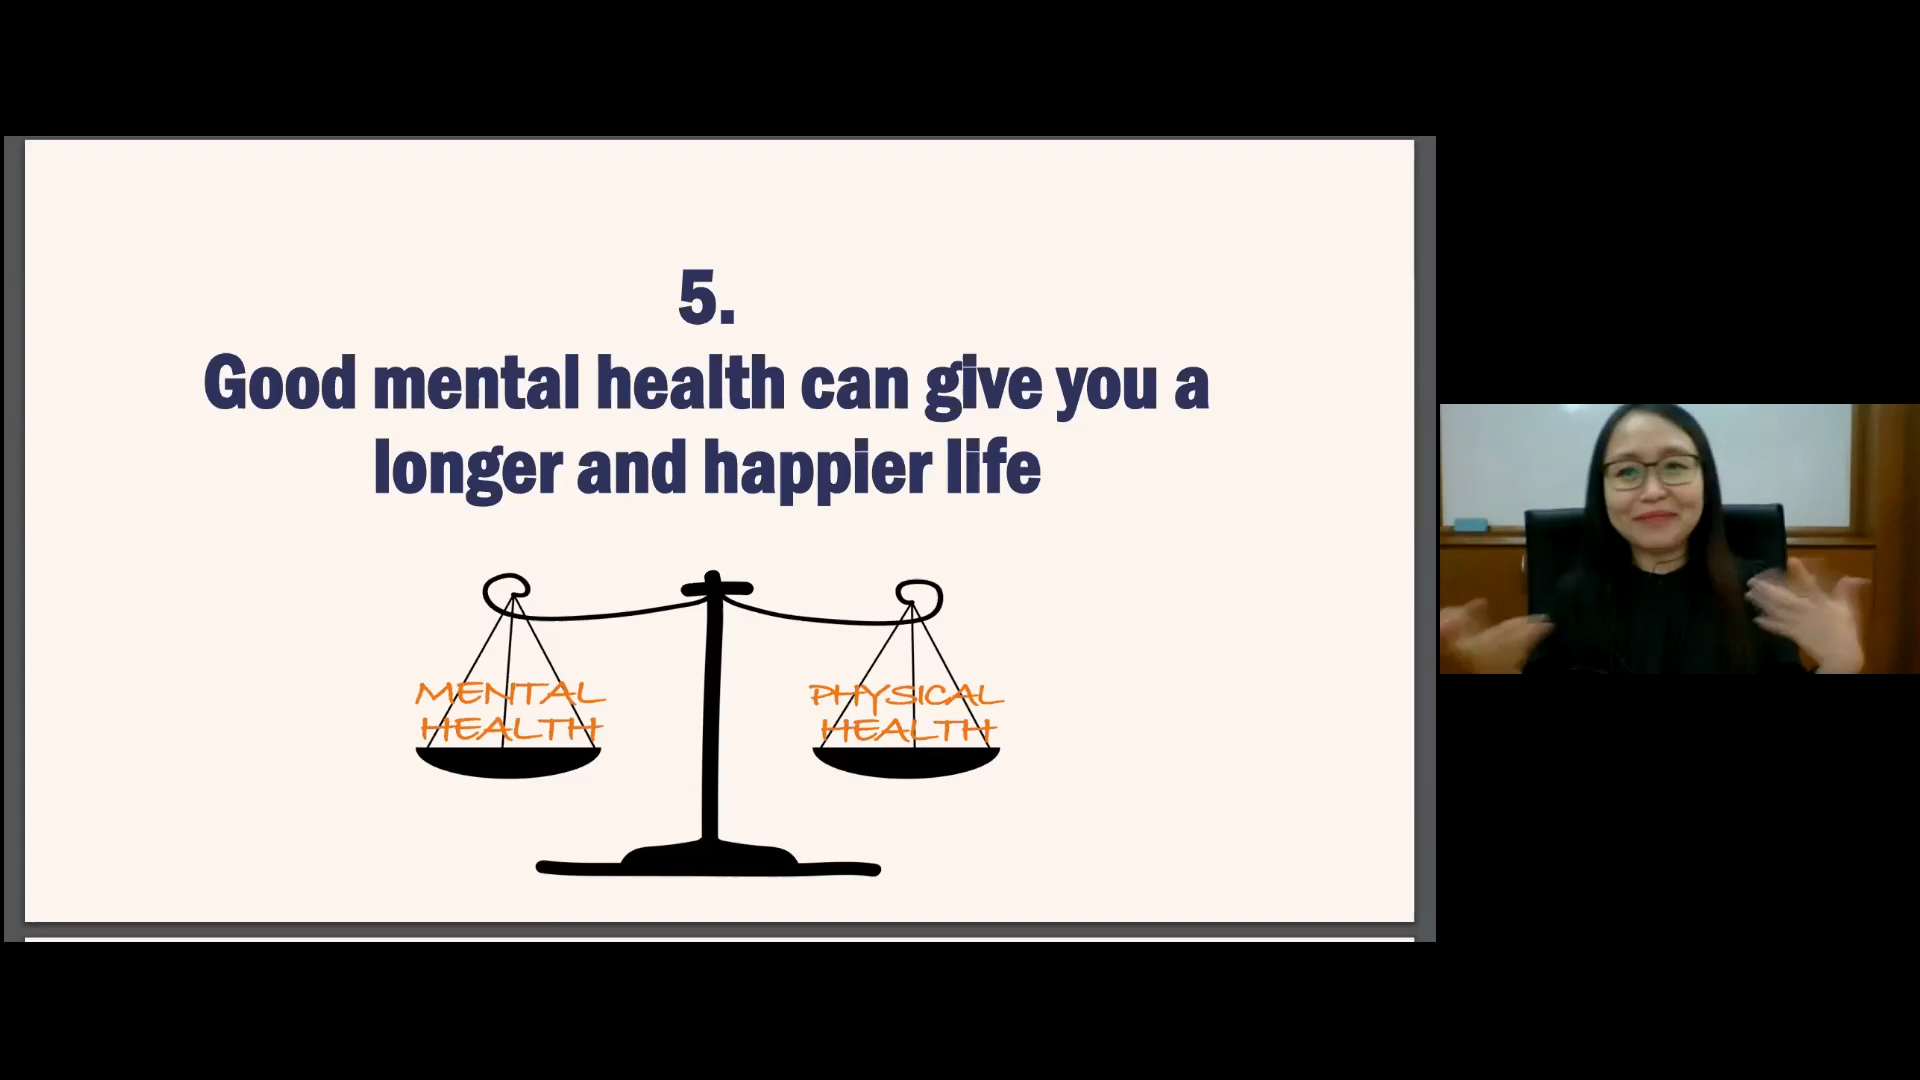 5.
Good mental health can give you a
longer and happier life
MENTAL
HEALTH
PHYSICAL
HEALTH